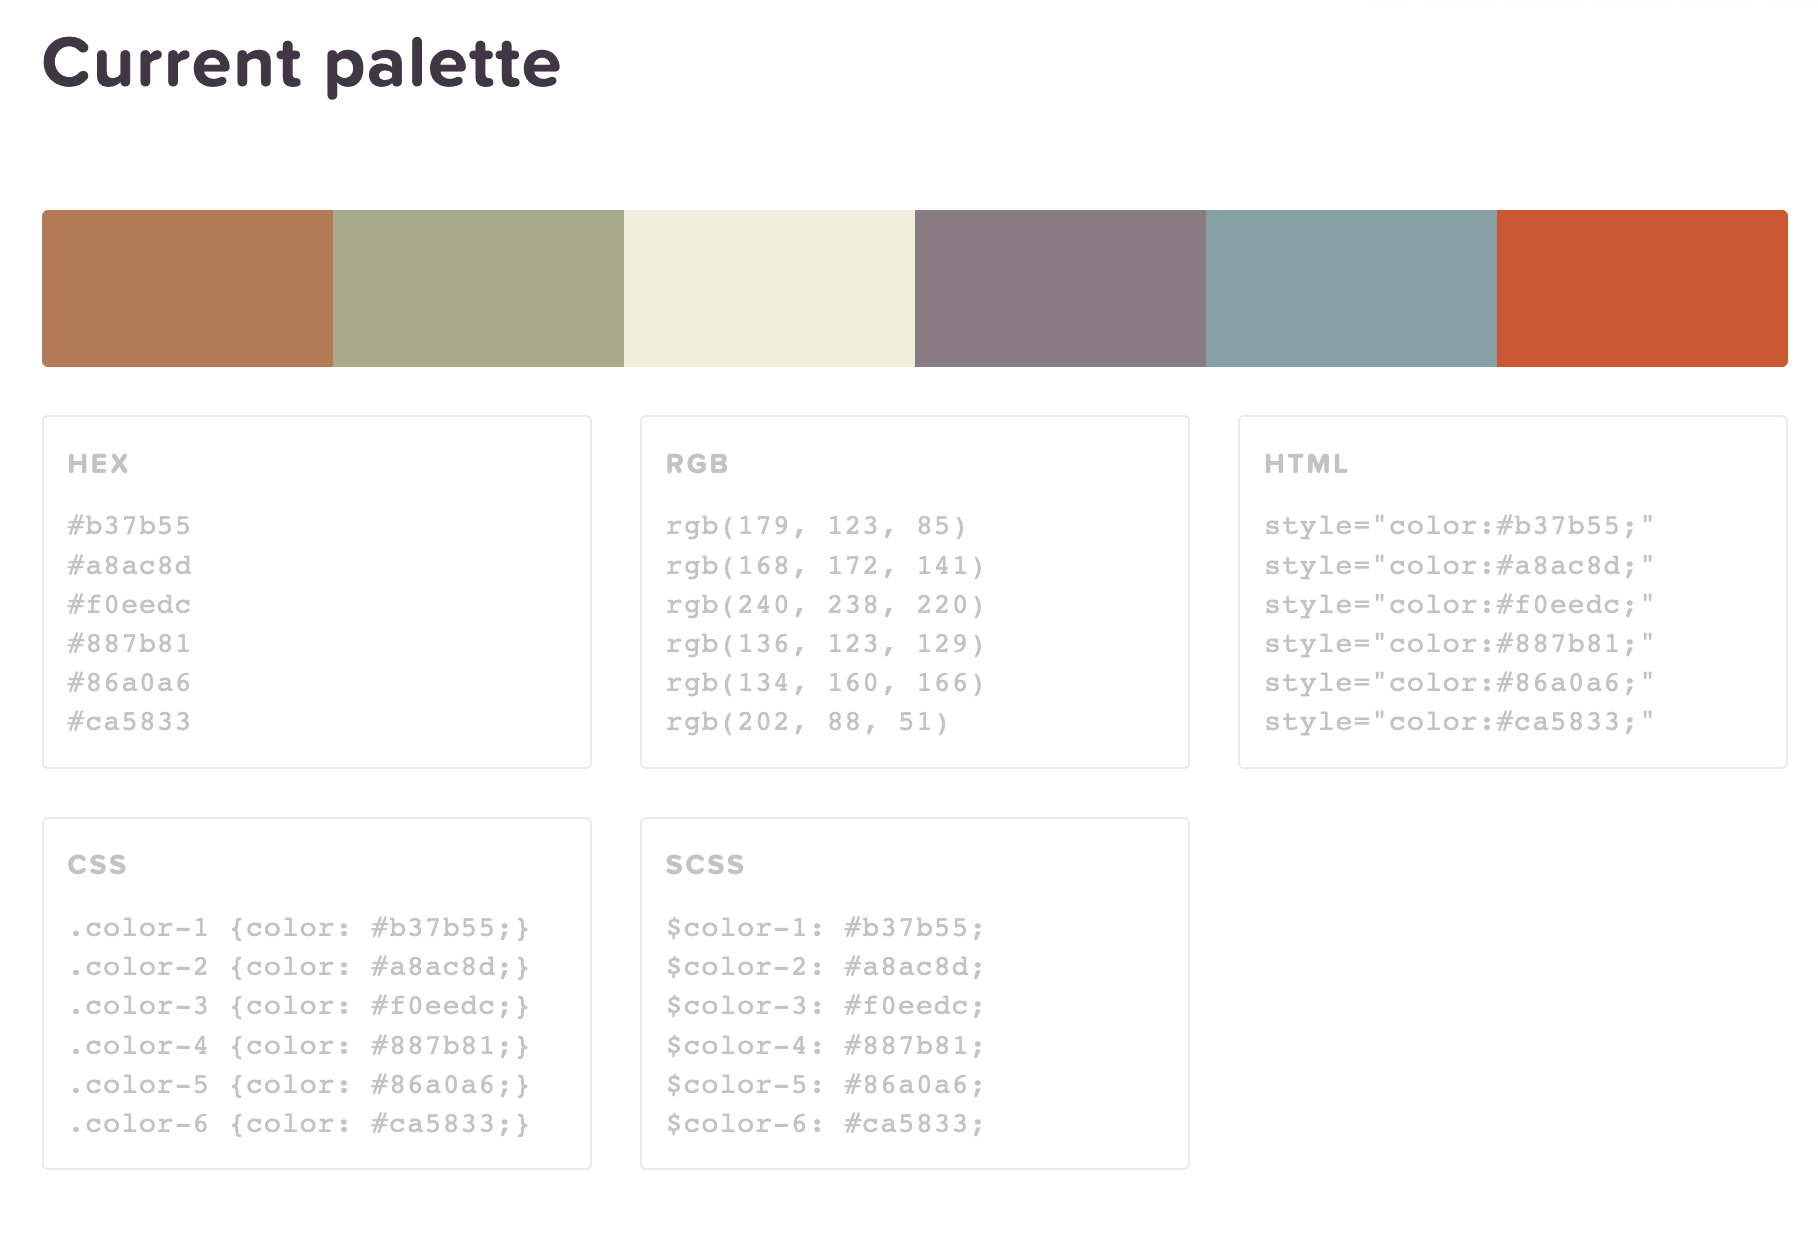 Current palette
HEX
#b37b55
#a8ac8d
#f0eedc
#887b81
#86a0a6
#ca5833
RGB
rgb(179, 123, 85)
rgb(168, 172, 141)
rgb(240, 238, 220)
rgb(136, 123, 129)
rgb(134, 160, 166)
rgb(202, 88, 51)
HTML
style="color:#b37b55;"
style="color:#a8ac8d;"
style="color:#f0eedc;"
style="color:#887b81;"
style="color:#86a0a6;"
style="color:#ca5833;"
CSS
.color-1 {color: #b37b55;}
.color-2 {color: #a8ac8d;}
.color-3 {color: #f0eedc;}
.color-4 {color: #887b81;}
.color-5 {color: #86a0a6;}
.color-6 {color: #ca5833;}
SCSS
$color-1: #b37b55;
$color-2: #a8ac8d;
$color-3: #f0eedc;
$color-4: #887b81;
$color-5: #86a0a6;
$color-6: #ca5833;